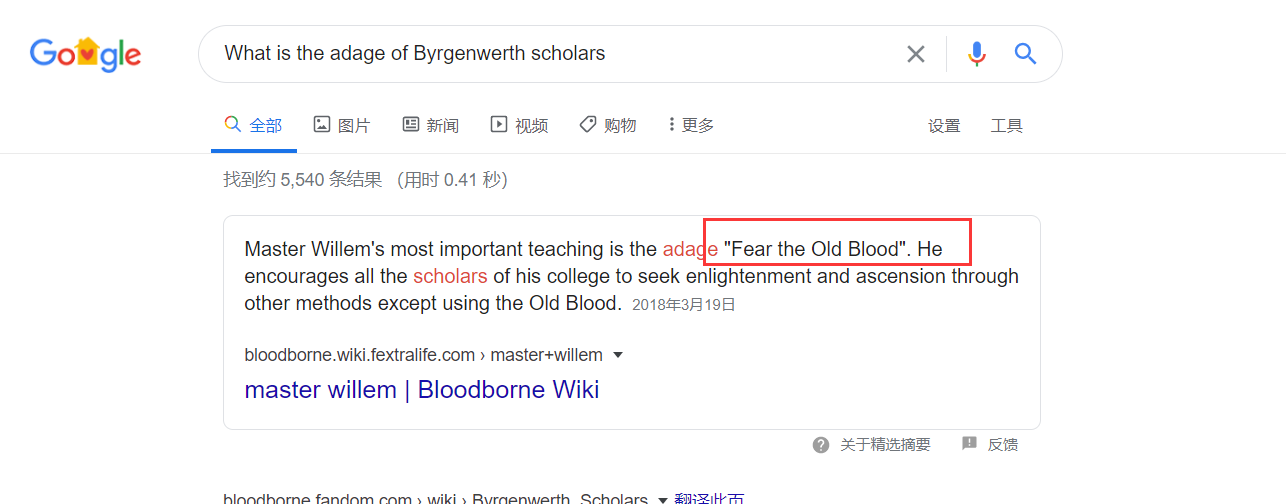 Google
What is the adage of Byrgenwerth scholars
全部 图片 新闻 视频 购物 更多 设置 工具
找到约 5,540 条结果 （用时 0.41 秒）
Master Willem's most important teaching is the adage "Fear the Old Blood". He
encourages all the scholars of his college to seek enlightenment and ascension through
other methods except using the Old Blood. 2018年3月19日
bloodborne.wiki.fextralife.com › master+willem
master willem | Bloodborne Wiki
关于精选摘要 反馈
bloodborne.fandom.com › wiki › Byrgenwerth_Scholars 翻译此页